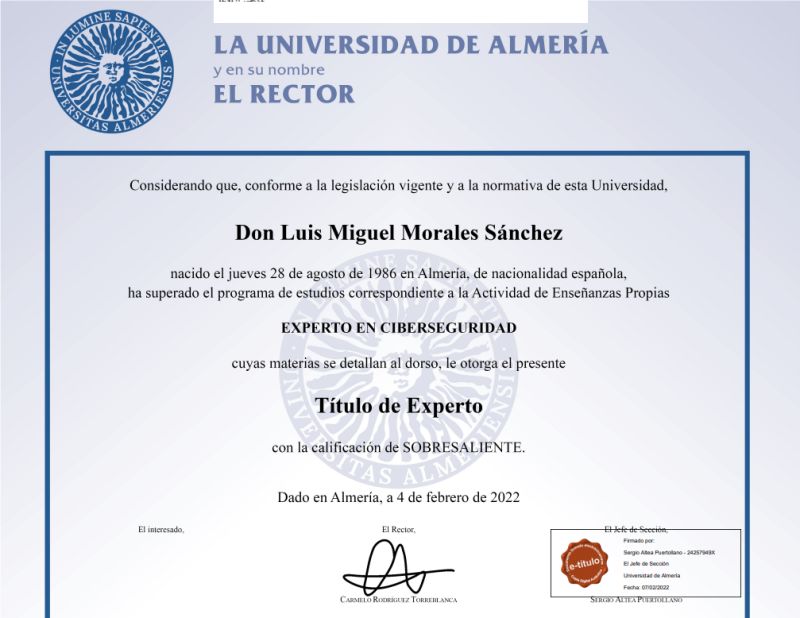 IN LUMINE SAPIENTIA
UNIVERSITAS ALMERIENSIS
LA UNIVERSIDAD DE ALMERÍA
y en su nombre
EL RECTOR
Considerando que, conforme a la legislación vigente y a la normativa de esta Universidad,
Don Luis Miguel Morales Sánchez
nacido el jueves 28 de agosto de 1986 en Almería, de nacionalidad española,
ha superado el programa de estudios correspondiente a la Actividad de Enseñanzas Propias
EXPERTO EN CIBERSEGURIDAD
cuyas materias se detallan al dorso, le otorga el presente
Título de Experto
con la calificación de SOBRESALIENTE.
Dado en Almería, a 4 de febrero de 2022
El interesado,
El Rector,
El Jefe de Sección,
e-título
Firmado por:
Sergio Altea Puertollano - 24257949X
El Jefe de Sección
Universidad de Almería
Fecha: 07/02/2022
CARMELO RODRÍGUEZ TORREBLANCA
SERGIO ALTEA PUERTOLLANO